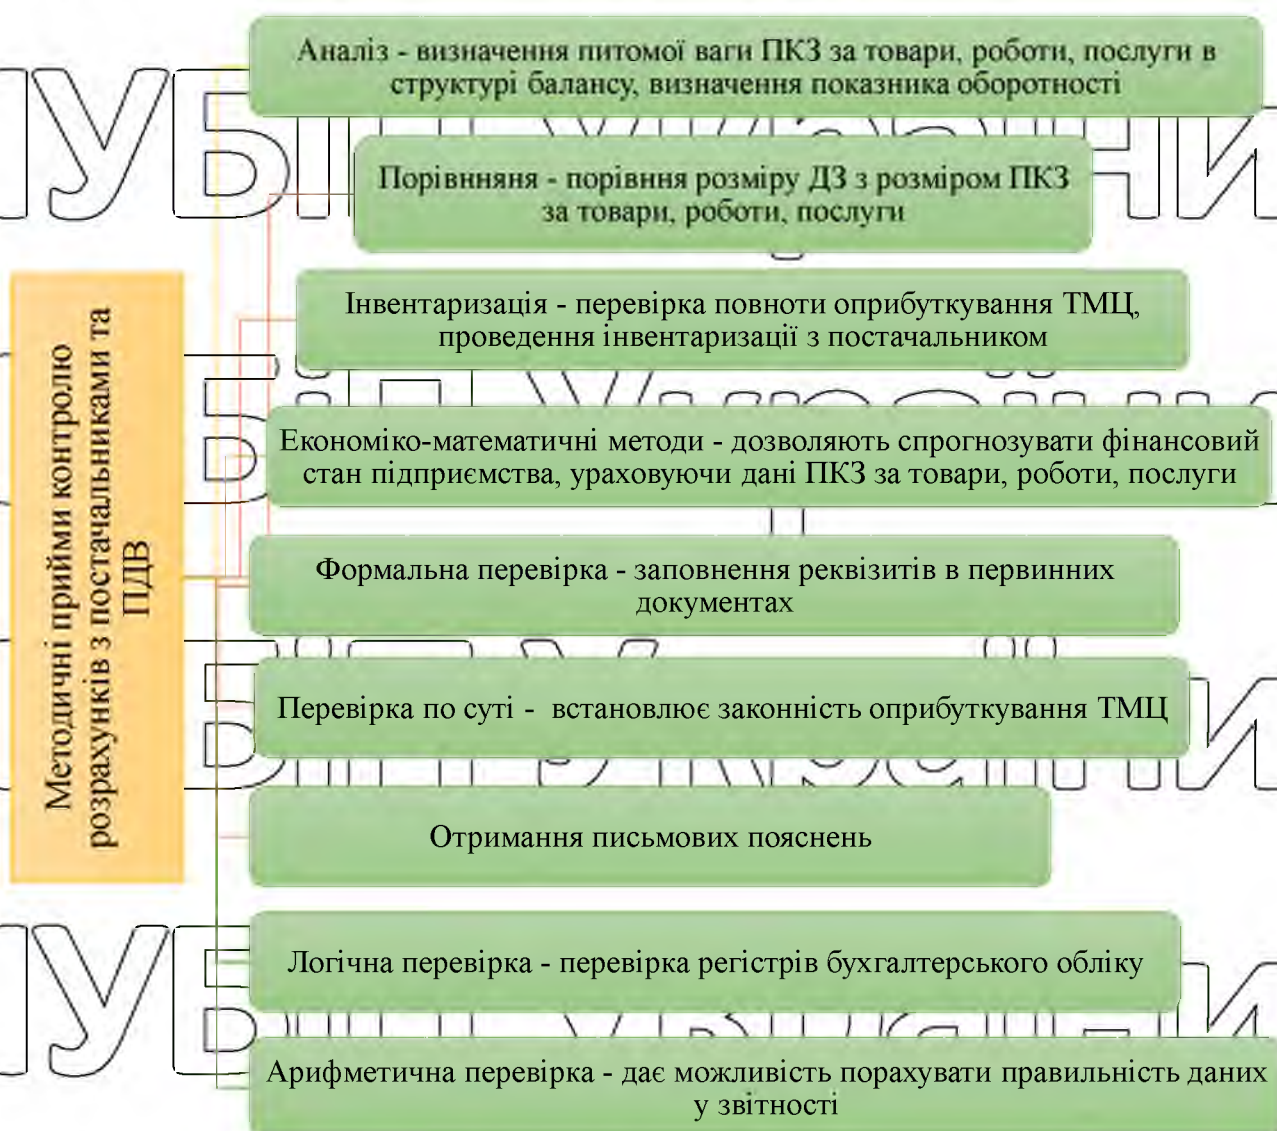 Аналіз - визначення питомої ваги ПКЗ за товари, роботи, послуги в
структурі балансу, визначення показника оборотності
Порівнняня - порівння розміру ДЗ з розміром ПКЗ
за товари, роботи, послуги
Інвентаризація - перевірка повноти оприбуткування ТМЦ,
проведення інвентаризації з постачальником
Економіко-математичні методи - дозволяють спрогнозувати фінансовий
стан підприємства, ураховуючи дані ПКЗ за товари, роботи, послуги
Методичні прийми контролю
розрахунків з постачальниками та
ПДВ
Формальна перевірка - заповнення реквізитів в первинних
документах
Перевірка по суті - встановлює законність оприбуткування ТМЦ
Отримання письмових пояснень
Логічна перевірка - перевірка регістрів бухгалтерського обліку
Арифметична перевірка - дає можливість порахувати правильність даних
у звітності